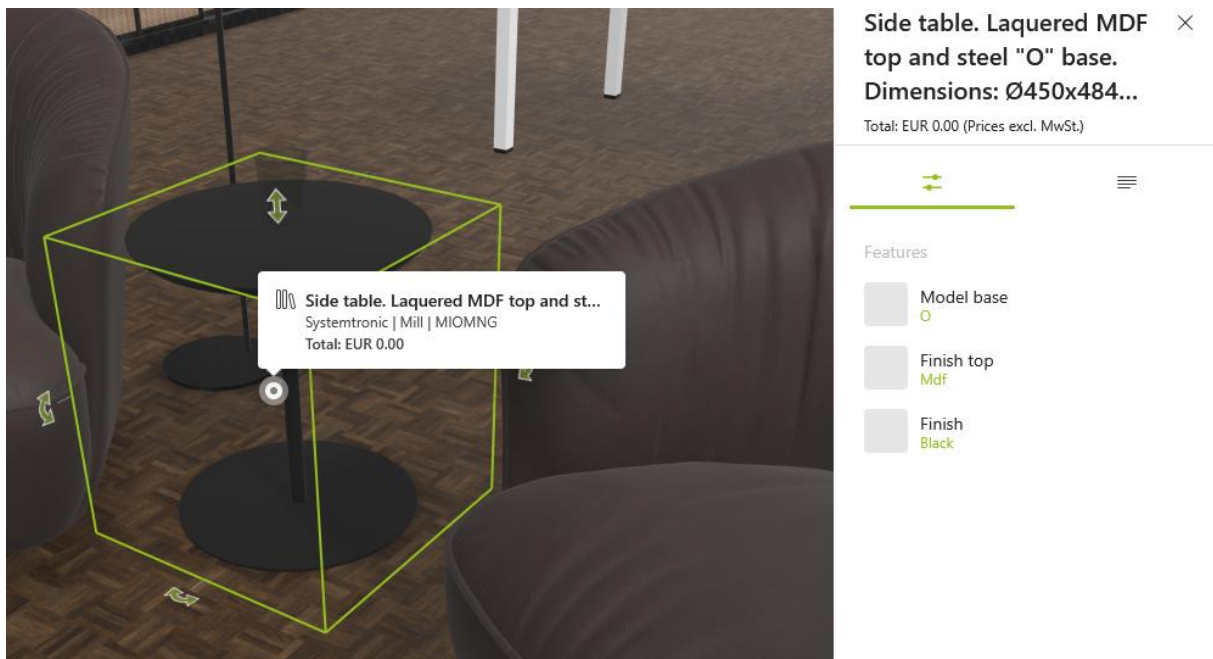 Side table. Laquered MDF
top and steel "O" base.
Dimensions: Ø450x484...
Total: EUR 0.00 (Prices excl. MwSt.)
Features
Model base
O
Finish top
Mdf
Finish
Black
Side table. Laquered MDF top and st...
Systemtronic | Mill | MIOMNG
Total: EUR 0.00